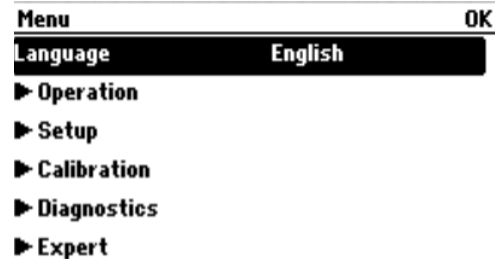 Menu OK
Language English
Operation
Setup
Calibration
Diagnostics
Expert